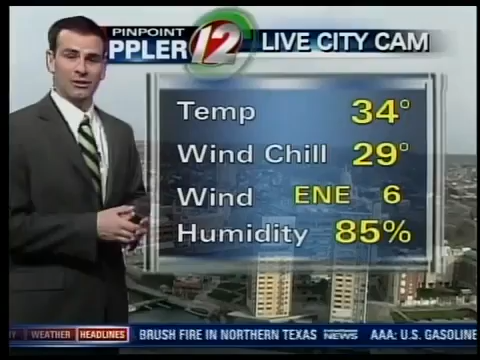 PINPOINT
PPLER 12 LIVE CITY CAM
Temp 34°
Wind Chill 29°
Wind ENE 6
Humidity 85%
WEATHER HEADLINES BRUSH FIRE IN NORTHERN TEXAS NEWS AAA: U.S. GASOLINE